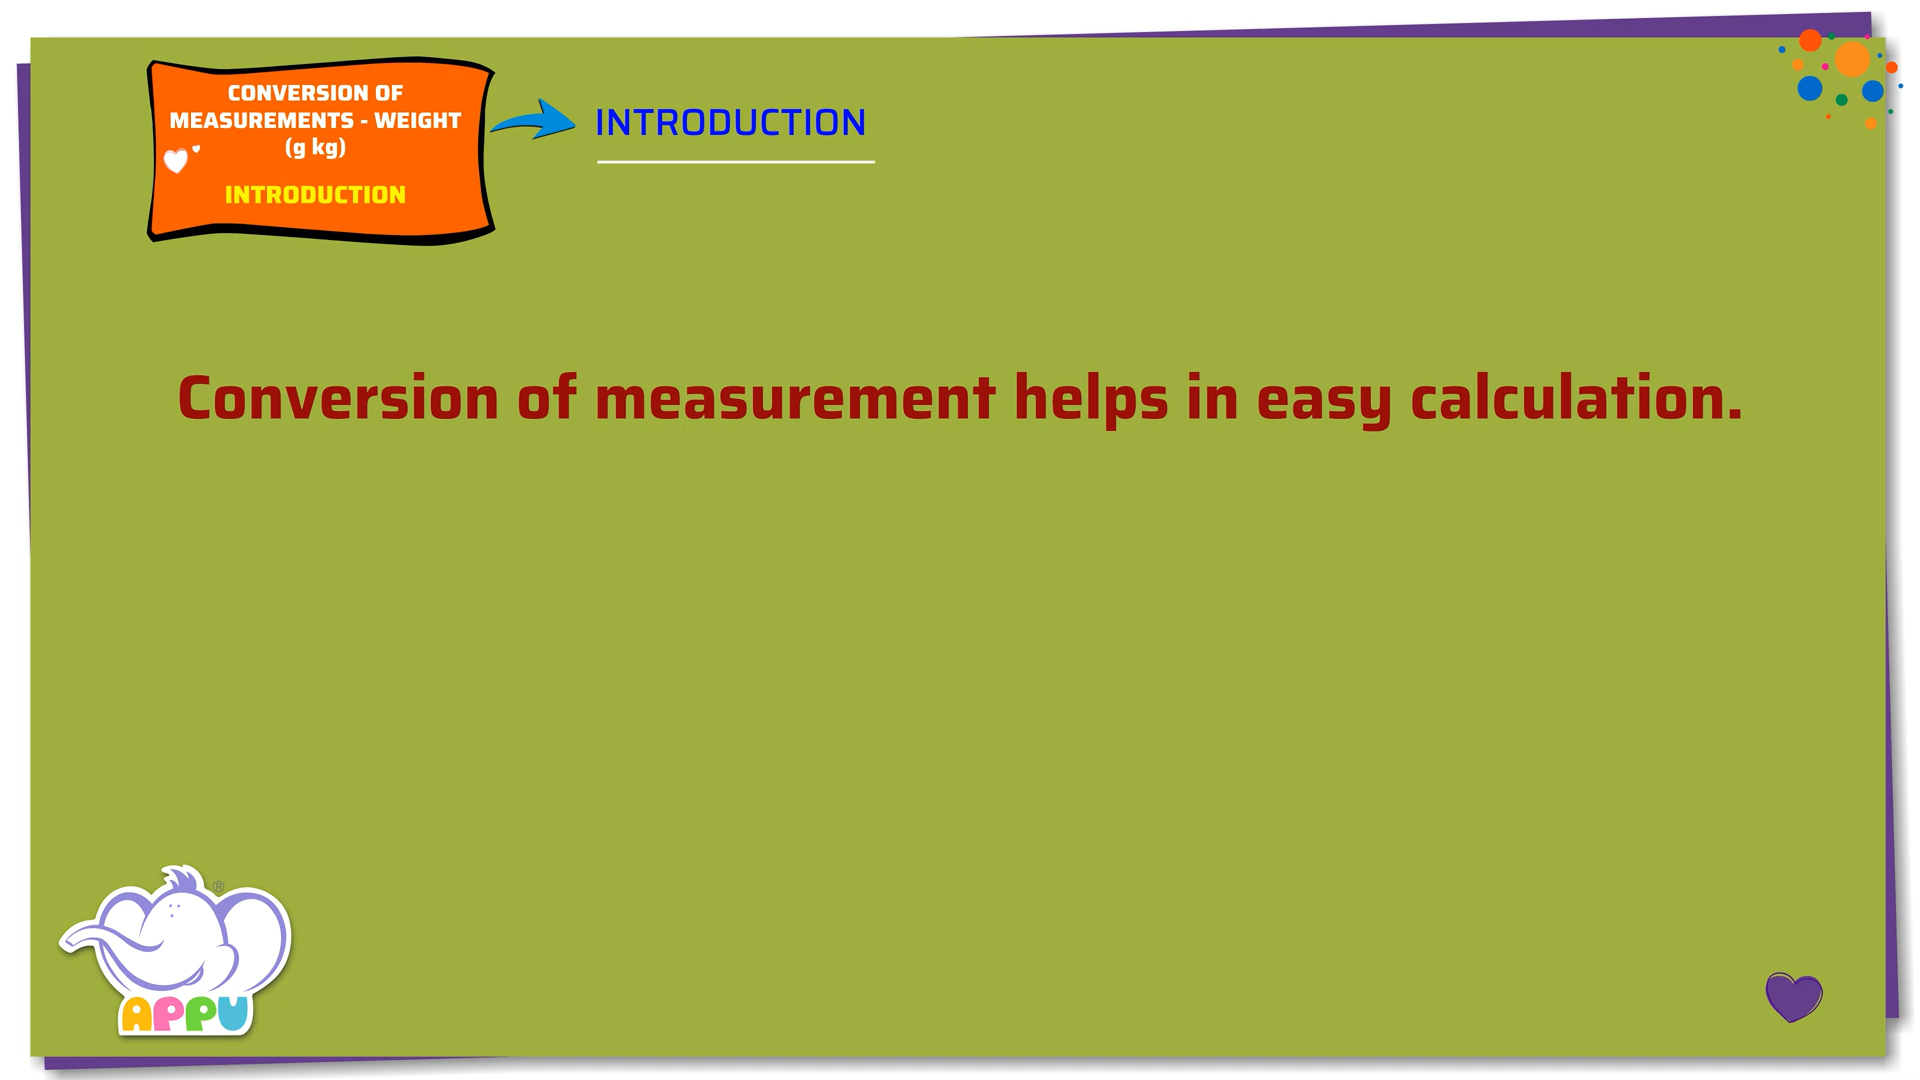 CONVERSION OF
MEASUREMENTS - WEIGHT
(g kg)
INTRODUCTION
INTRODUCTION
Conversion of measurement helps in easy calculation.
®
APPU